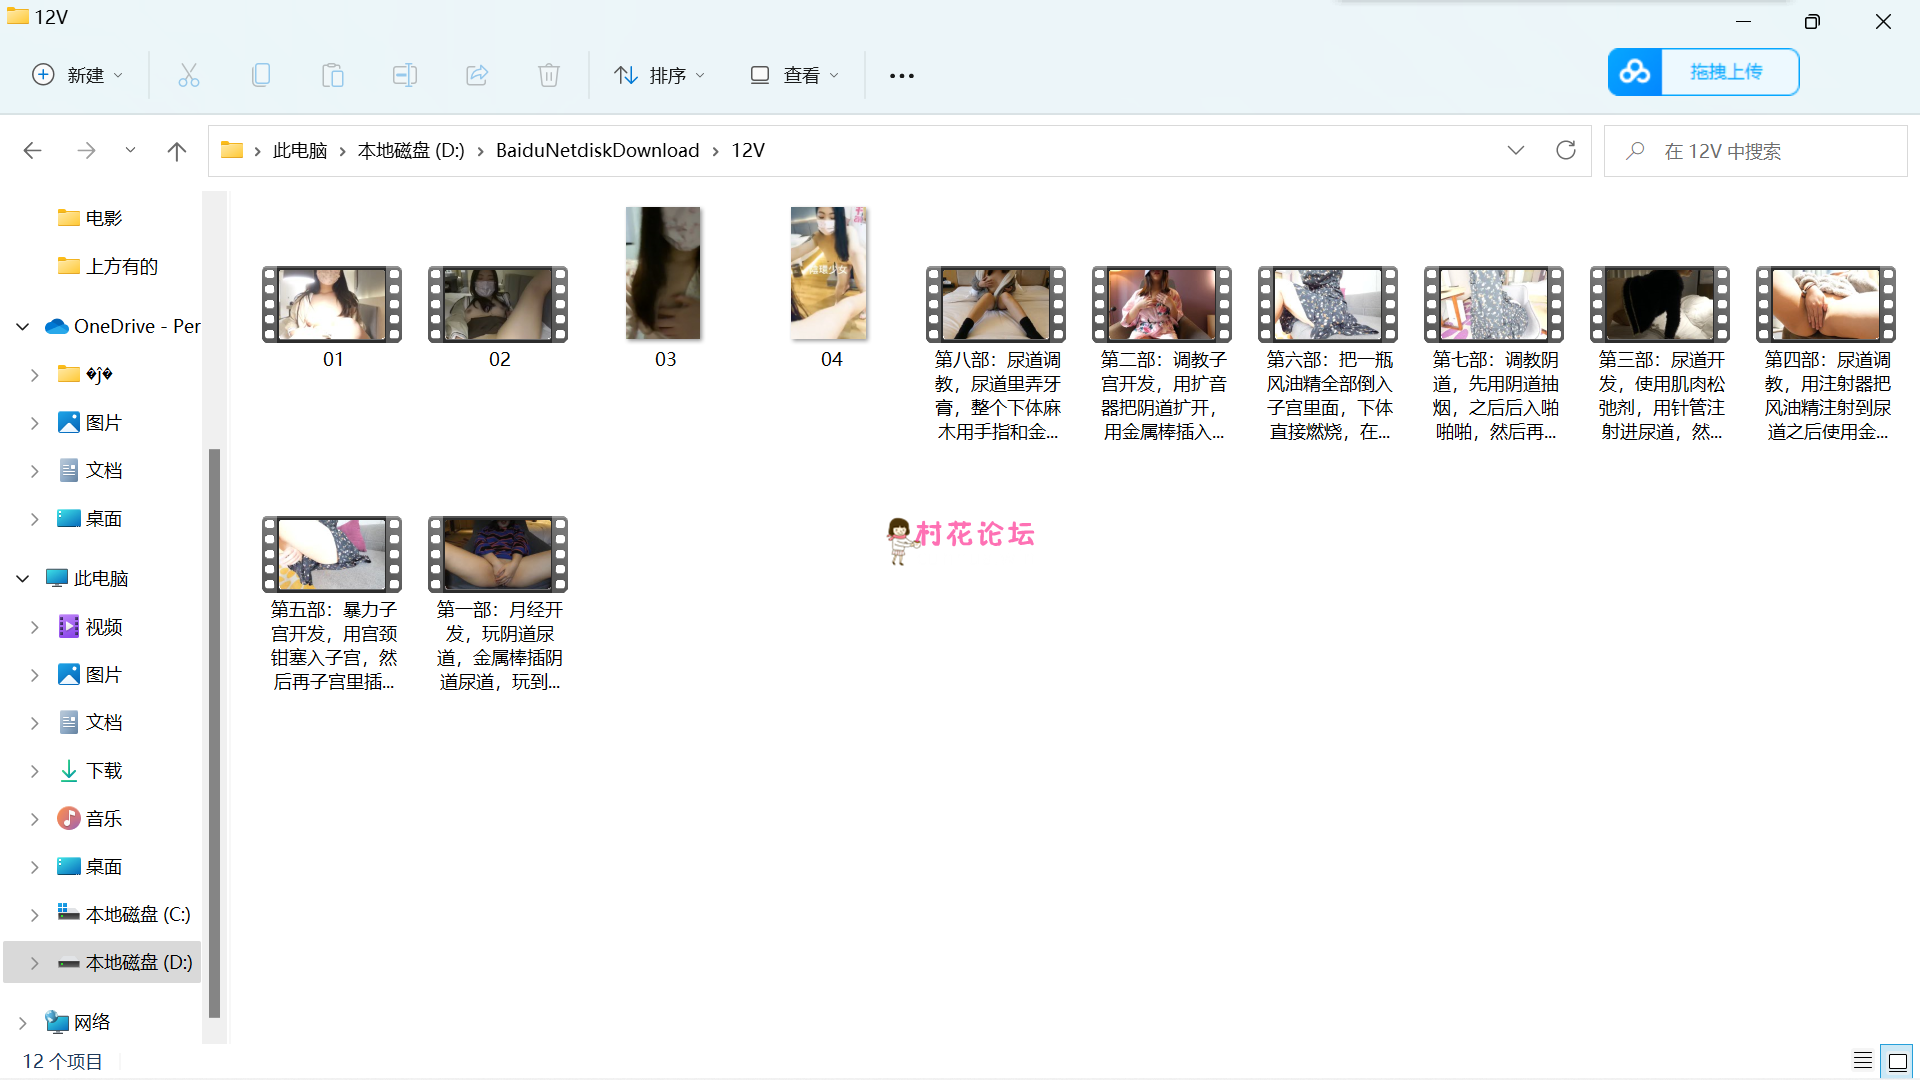 12V
新建
排序
查看
拖拽上传
此电脑 本地磁盘 (D:) BaiduNetdiskDownload 12V
在 12V 中搜索
电影
上方有的
OneDrive - Per
图片
文档
桌面
此电脑
视频
图片
文档
下载
音乐
桌面
本地磁盘 (C:)
本地磁盘 (D:)
网络
12 个项目
01
02
03
04
第八部：尿道调
教，尿道里弄牙
膏，整个下体麻
木用手指和金...
第二部：调教子
宫开发，用扩音
器把阴道扩开，
用金属棒插入...
第六部：把一瓶
风油精全部倒入
子宫里面，下体
直接燃烧，在...
第七部：调教阴
道，先用阴道抽
烟，之后后入啪
啪啪，然后再...
第三部：尿道开
发，使用肌肉松
弛剂，用针管注
射进尿道，然...
第四部：尿道调
教，用注射器把
风油精注射到尿
道之后使用金...
第五部：暴力子
宫开发，用宫颈
钳塞入子宫，然
后再子宫里插...
第一部：月经开
发，玩阴道尿
道，金属棒插阴
道尿道，玩到...
村花论坛